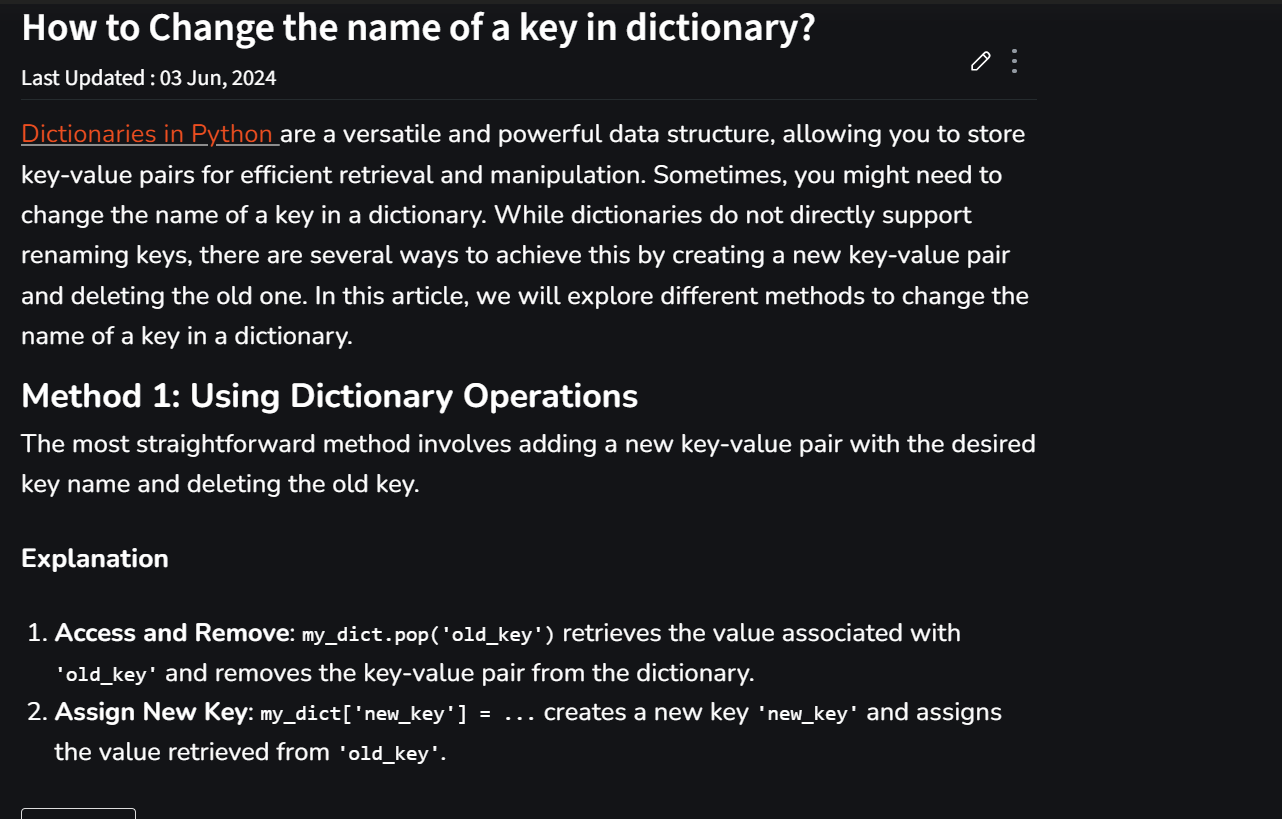 How to Change the name of a key in dictionary?
Last Updated : 03 Jun, 2024
Dictionaries in Python are a versatile and powerful data structure, allowing you to store
key-value pairs for efficient retrieval and manipulation. Sometimes, you might need to
change the name of a key in a dictionary. While dictionaries do not directly support
renaming keys, there are several ways to achieve this by creating a new key-value pair
and deleting the old one. In this article, we will explore different methods to change the
name of a key in a dictionary.
Method 1: Using Dictionary Operations
The most straightforward method involves adding a new key-value pair with the desired
key name and deleting the old key.
Explanation
1. Access and Remove: my_dict.pop('old_key') retrieves the value associated with
'old_key' and removes the key-value pair from the dictionary.
2. Assign New Key: my_dict['new_key'] = ... creates a new key 'new_key' and assigns
the value retrieved from 'old_key'.